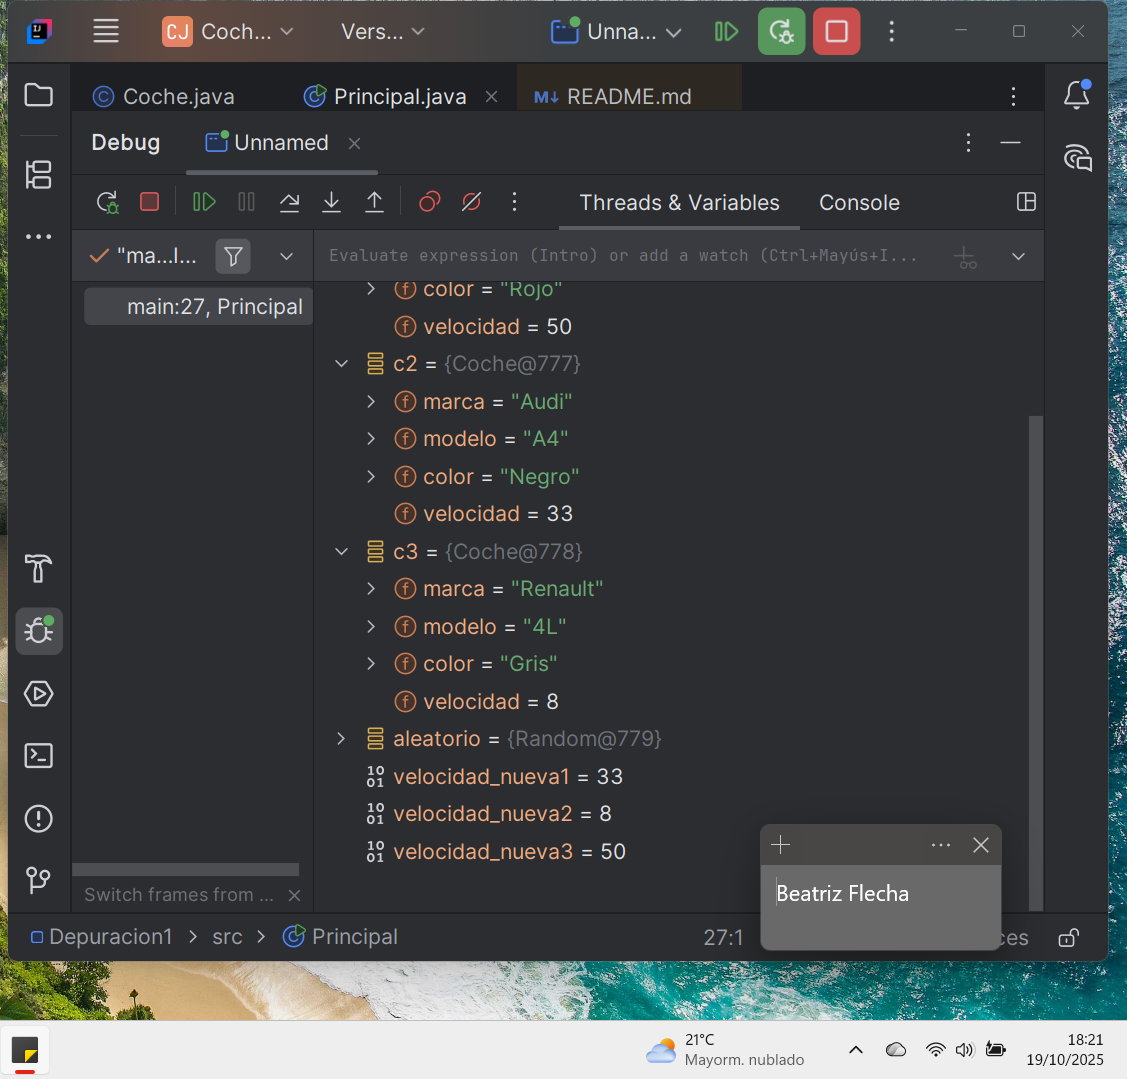 CJ Coch... Vers... Unna...
Coche.java Principal.java M↓ README.md
Debug Unnamed
Threads & Variables Console
"ma...l... Evaluate expression (Intro) or add a watch (Ctrl+Mayús+I...
main:27, Principal
color = "Rojo"
velocidad = 50
c2 = {Coche@777}
marca = "Audi"
modelo = "A4"
color = "Negro"
velocidad = 33
c3 = {Coche@778}
marca = "Renault"
modelo = "4L"
color = "Gris"
velocidad = 8
aleatorio = {Random@779}
velocidad_nueva1 = 33
velocidad_nueva2 = 8
velocidad_nueva3 = 50
Beatriz Flecha
Switch frames from ...
Depuracion1 > src > Principal 27:1 ces
21°C
Mayorm. nublado
18:21
19/10/2025